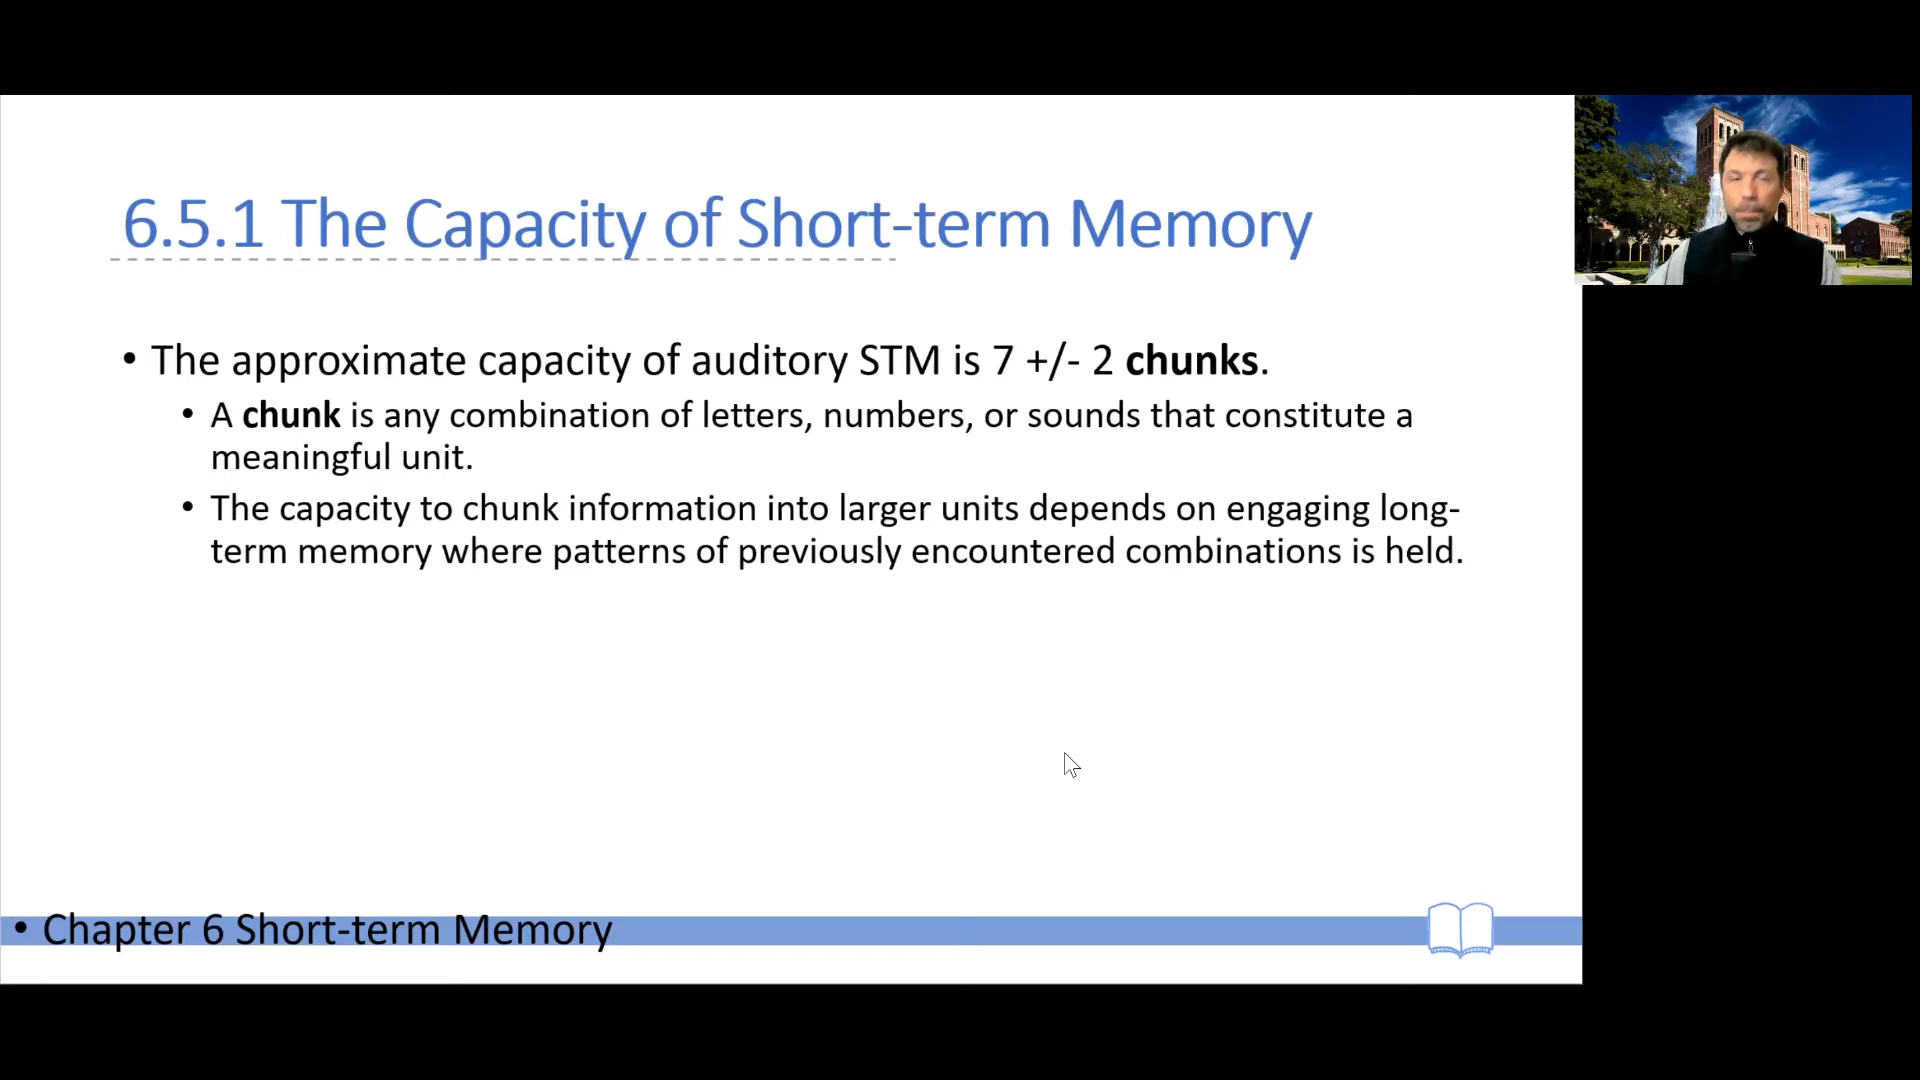 6.5.1 The Capacity of Short-term Memory
• The approximate capacity of auditory STM is 7 +/- 2 chunks.
• A chunk is any combination of letters, numbers, or sounds that constitute a
meaningful unit.
• The capacity to chunk information into larger units depends on engaging long-
term memory where patterns of previously encountered combinations is held.
• Chapter 6 Short-term Memory